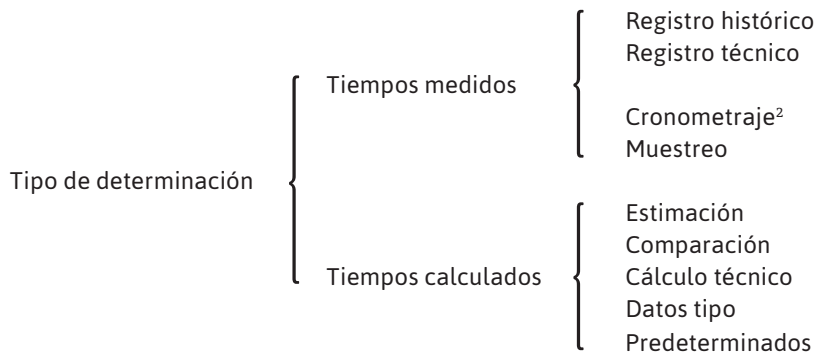 Tipo de determinación
Tiempos medidos
Registro histórico
Registro técnico
Cronometraje²
Muestreo
Tiempos calculados
Estimación
Comparación
Cálculo técnico
Datos tipo
Predeterminados